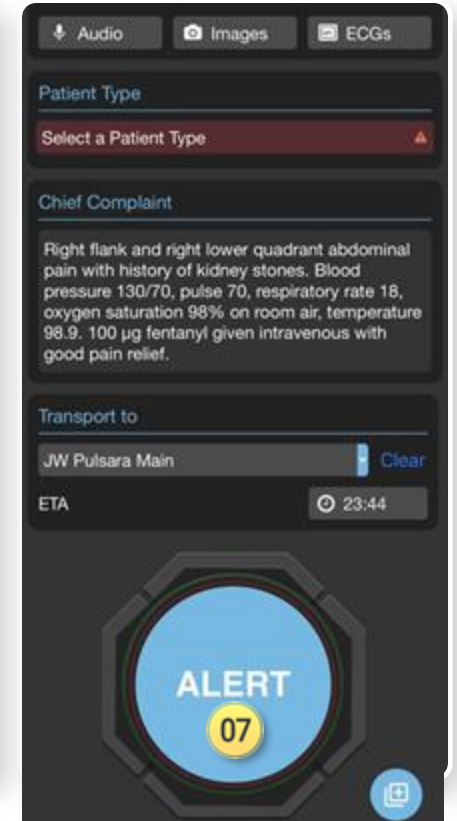 Audio
Images
ECGs
Patient Type
Select a Patient Type
Chief Complaint
Right flank and right lower quadrant abdominal
pain with history of kidney stones. Blood
pressure 130/70, pulse 70, respiratory rate 18,
oxygen saturation 98% on room air, temperature
98.9. 100 µg fentanyl given intravenous with
good pain relief.
Transport to
JW Pulsara Main
Clear
ETA
23:44
ALERT
07